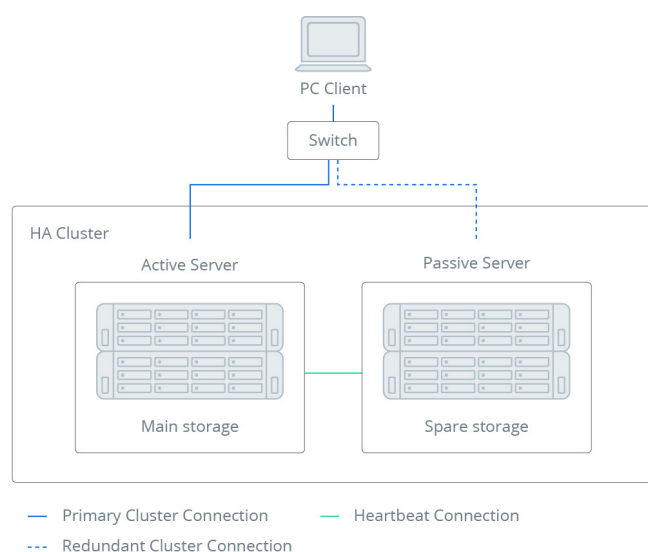 PC Client
Switch
HA Cluster
Active Server
Passive Server
Main storage
Spare storage
Primary Cluster Connection
Heartbeat Connection
Redundant Cluster Connection